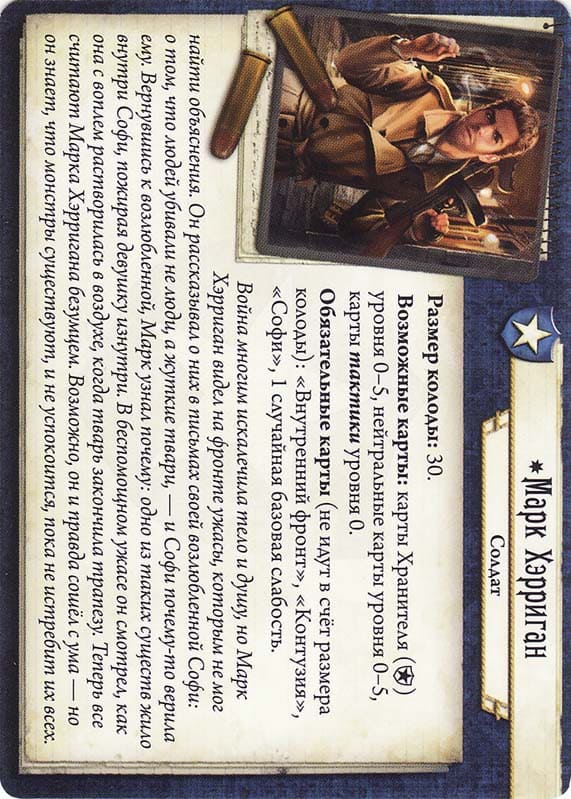 *Марк Хэрриган
Солдат
Размер колоды: 30.
Возможные карты: карты Хранителя ()
уровня 0–5, нейтральные карты уровня 0–5,
карты тактики уровня 0.
Обязательные карты (не идут в счёт размера
колоды): «Внутренний фронт», «Контузия»,
«Софи», 1 случайная базовая слабость.
Война многим искалечила тело и душу, но Марк
Хэрриган видел на фронте ужасы, которым не мог
найти объяснения. Он рассказывал о них в письмах своей возлюбленной Софи:
о том, что людей убивали не люди, а жуткие твари, — и Софи почему-то верила
ему. Вернувшись к возлюбленной, Марк узнал почему: одно из таких существ жило
внутри Софи, пожирая девушку изнутри. В беспомощном ужасе он смотрел, как
она с воплем растворилась в воздухе, когда тварь закончила трапезу. Теперь все
считают Марка Хэрригана безумцем. Возможно, он и правда сошёл с ума — но
он знает, что монстры существуют, и не успокоится, пока не истребит их всех.